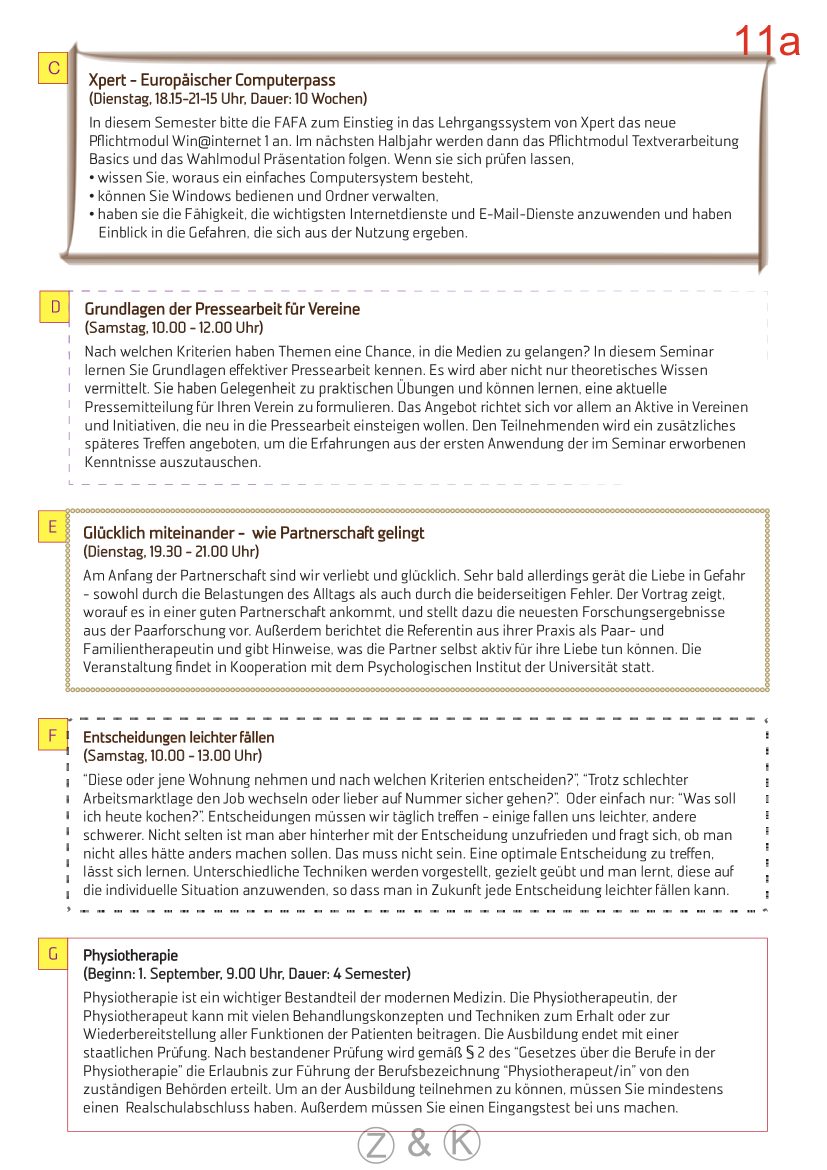 11a
C
Xpert - Europäischer Computerpass
(Dienstag, 18.15-21-15 Uhr, Dauer: 10 Wochen)
In diesem Semester bitte die FAFA zum Einstieg in das Lehrgangssystem von Xpert das neue
Pflichtmodul Win@internet 1 an. Im nächsten Halbjahr werden dann das Pflichtmodul Textverarbeitung
Basics und das Wahlmodul Präsentation folgen. Wenn sie sich prüfen lassen,
• wissen Sie, woraus ein einfaches Computersystem besteht,
• können Sie Windows bedienen und Ordner verwalten,
• haben sie die Fähigkeit, die wichtigsten Internetdienste und E-Mail-Dienste anzuwenden und haben
Einblick in die Gefahren, die sich aus der Nutzung ergeben.
D
Grundlagen der Pressearbeit für Vereine
(Samstag, 10.00 - 12.00 Uhr)
Nach welchen Kriterien haben Themen eine Chance, in die Medien zu gelangen? In diesem Seminar
lernen Sie Grundlagen effektiver Pressearbeit kennen. Es wird aber nicht nur theoretisches Wissen
vermittelt. Sie haben Gelegenheit zu praktischen Übungen und können lernen, eine aktuelle
Pressemitteilung für Ihren Verein zu formulieren. Das Angebot richtet sich vor allem an Aktive in Vereinen
und Initiativen, die neu in die Pressearbeit einsteigen wollen. Den Teilnehmenden wird ein zusätzliches
späteres Treffen angeboten, um die Erfahrungen aus der ersten Anwendung der im Seminar erworbenen
Kenntnisse auszutauschen.
E
Glücklich miteinander - wie Partnerschaft gelingt
(Dienstag, 19.30 - 21.00 Uhr)
Am Anfang der Partnerschaft sind wir verliebt und glücklich. Sehr bald allerdings gerät die Liebe in Gefahr
- sowohl durch die Belastungen des Alltags als auch durch die beiderseitigen Fehler. Der Vortrag zeigt,
worauf es in einer guten Partnerschaft ankommt, und stellt dazu die neuesten Forschungsergebnisse
aus der Paarforschung vor. Außerdem berichtet die Referentin aus ihrer Praxis als Paar- und
Familientherapeutin und gibt Hinweise, was die Partner selbst aktiv für ihre Liebe tun können. Die
Veranstaltung findet in Kooperation mit dem Psychologischen Institut der Universität statt.
F
Entscheidungen leichter fällen
(Samstag, 10.00 - 13.00 Uhr)
“Diese oder jene Wohnung nehmen und nach welchen Kriterien entscheiden?”, “Trotz schlechter
Arbeitsmarktlage den Job wechseln oder lieber auf Nummer sicher gehen?”. Oder einfach nur: “Was soll
ich heute kochen?”. Entscheidungen müssen wir täglich treffen - einige fallen uns leichter, andere
schwerer. Nicht selten ist man aber hinterher mit der Entscheidung unzufrieden und fragt sich, ob man
nicht alles hätte anders machen sollen. Das muss nicht sein. Eine optimale Entscheidung zu treffen,
lässt sich lernen. Unterschiedliche Techniken werden vorgestellt, gezielt geübt und man lernt, diese auf
die individuelle Situation anzuwenden, so dass man in Zukunft jede Entscheidung leichter fällen kann.
G
Physiotherapie
(Beginn: 1. September, 9.00 Uhr, Dauer: 4 Semester)
Physiotherapie ist ein wichtiger Bestandteil der modernen Medizin. Die Physiotherapeutin, der
Physiotherapeut kann mit vielen Behandlungskonzepten und Techniken zum Erhalt oder zur
Wiederbereitstellung aller Funktionen der Patienten beitragen. Die Ausbildung endet mit einer
staatlichen Prüfung. Nach bestandener Prüfung wird gemäß § 2 des “Gesetzes über die Berufe in der
Physiotherapie” die Erlaubnis zur Führung der Berufsbezeichnung “Physiotherapeut/in” von den
zuständigen Behörden erteilt. Um an der Ausbildung teilnehmen zu können, müssen Sie mindestens
einen Realschulabschluss haben. Außerdem müssen Sie einen Eingangstest bei uns machen.
Z & K